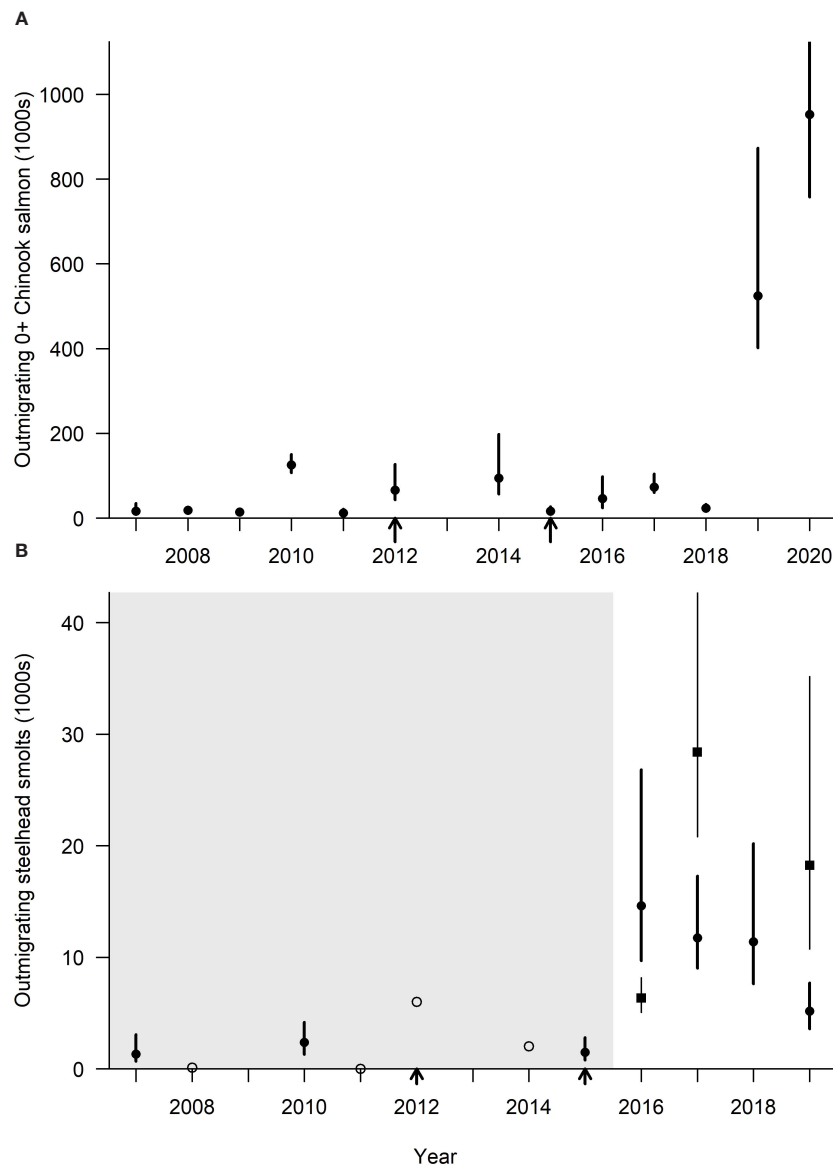 A
Outmigrating 0+ Chinook salmon (1000s)
1000
800
600
400
200
0
2008 2010 2012 2014 2016 2018 2020
B
Outmigrating steelhead smolts (1000s)
40
30
20
10
0
2008 2010 2012 2014 2016 2018
Year